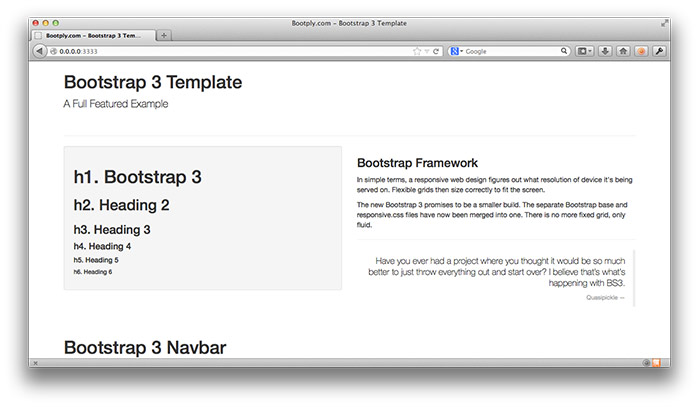 Bootply.com – Bootstrap 3 Template
Bootply.com – Bootstrap 3 Tem...
0.0.0.0:3333
Google
Bootstrap 3 Template
A Full Featured Example
h1. Bootstrap 3
h2. Heading 2
h3. Heading 3
h4. Heading 4
h5. Heading 5
h6. Heading 6
Bootstrap Framework
In simple terms, a responsive web design figures out what resolution of device it's being
served on. Flexible grids then size correctly to fit the screen.
The new Bootstrap 3 promises to be a smaller build. The separate Bootstrap base and
responsive.css files have now been merged into one. There is no more fixed grid, only
fluid.
Have you ever had a project where you thought it would be so much
better to just throw everything out and start over? I believe that's what's
happening with BS3.
Quasipickle —
Bootstrap 3 Navbar